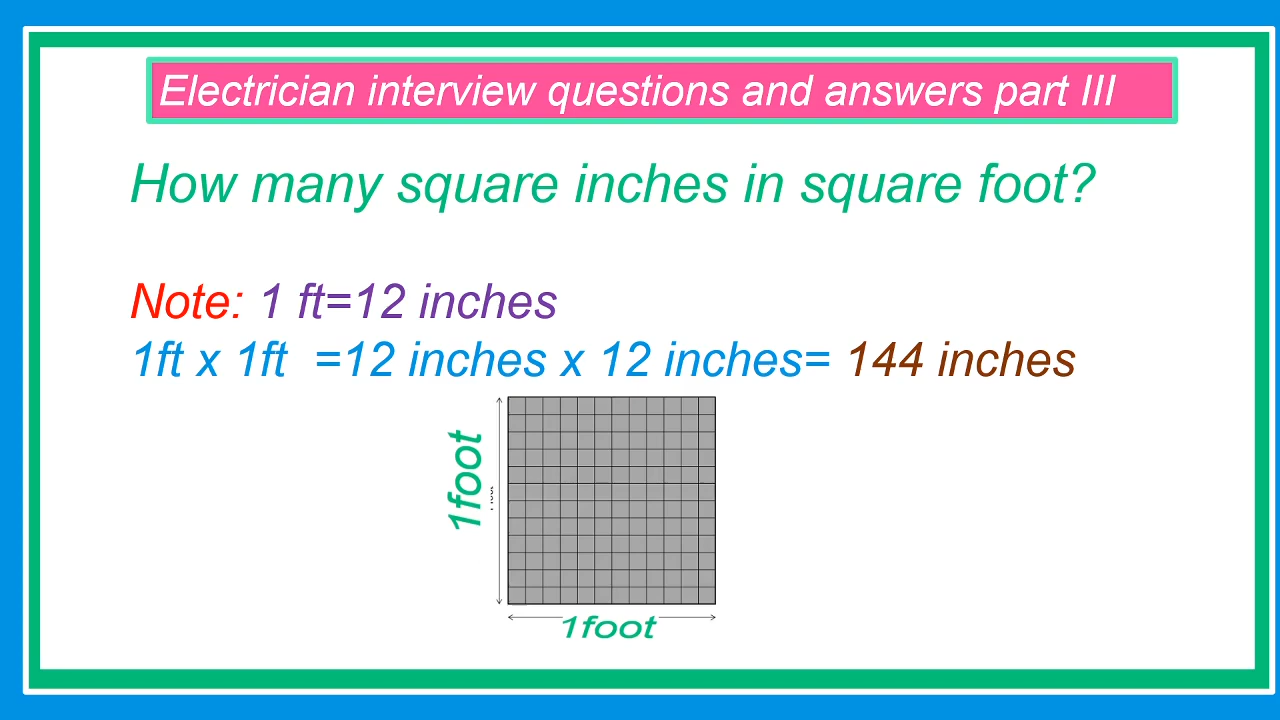 Electrician interview questions and answers part III
How many square inches in square foot?
Note: 1 ft=12 inches
1ft x 1ft =12 inches x 12 inches= 144 inches
1foot
1foot